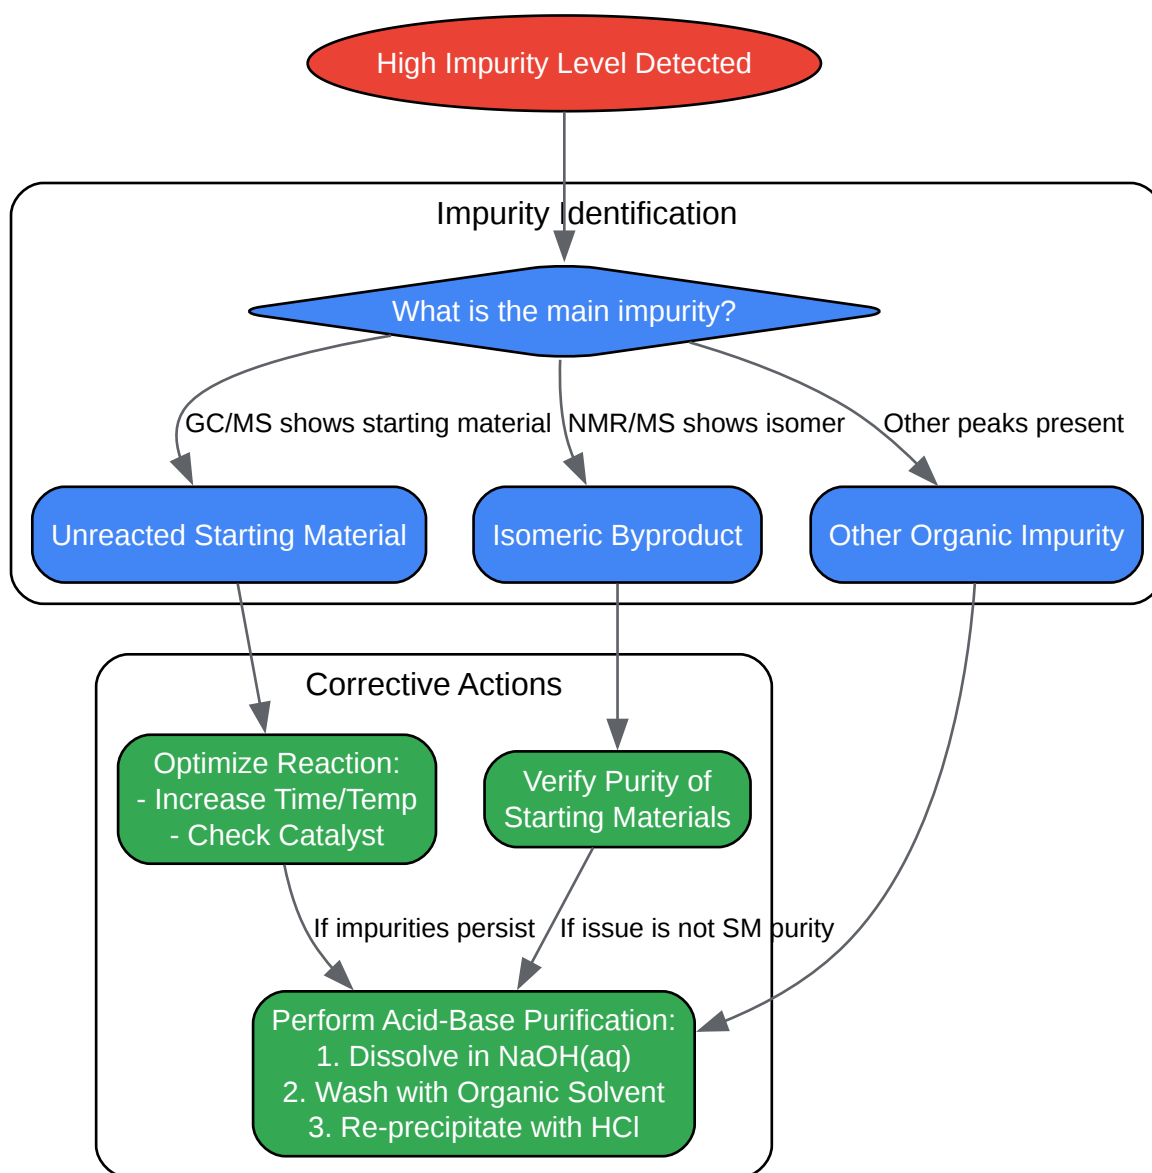 High Impurity Level Detected
Impurity Identification
What is the main impurity?
GC/MS shows starting material
NMR/MS shows isomer
Other peaks present
Unreacted Starting Material
Isomeric Byproduct
Other Organic Impurity
Corrective Actions
Optimize Reaction:
- Increase Time/Temp
- Check Catalyst
Verify Purity of
Starting Materials
If impurities persist
If issue is not SM purity
Perform Acid-Base Purification:
1. Dissolve in NaOH(aq)
2. Wash with Organic Solvent
3. Re-precipitate with HCl